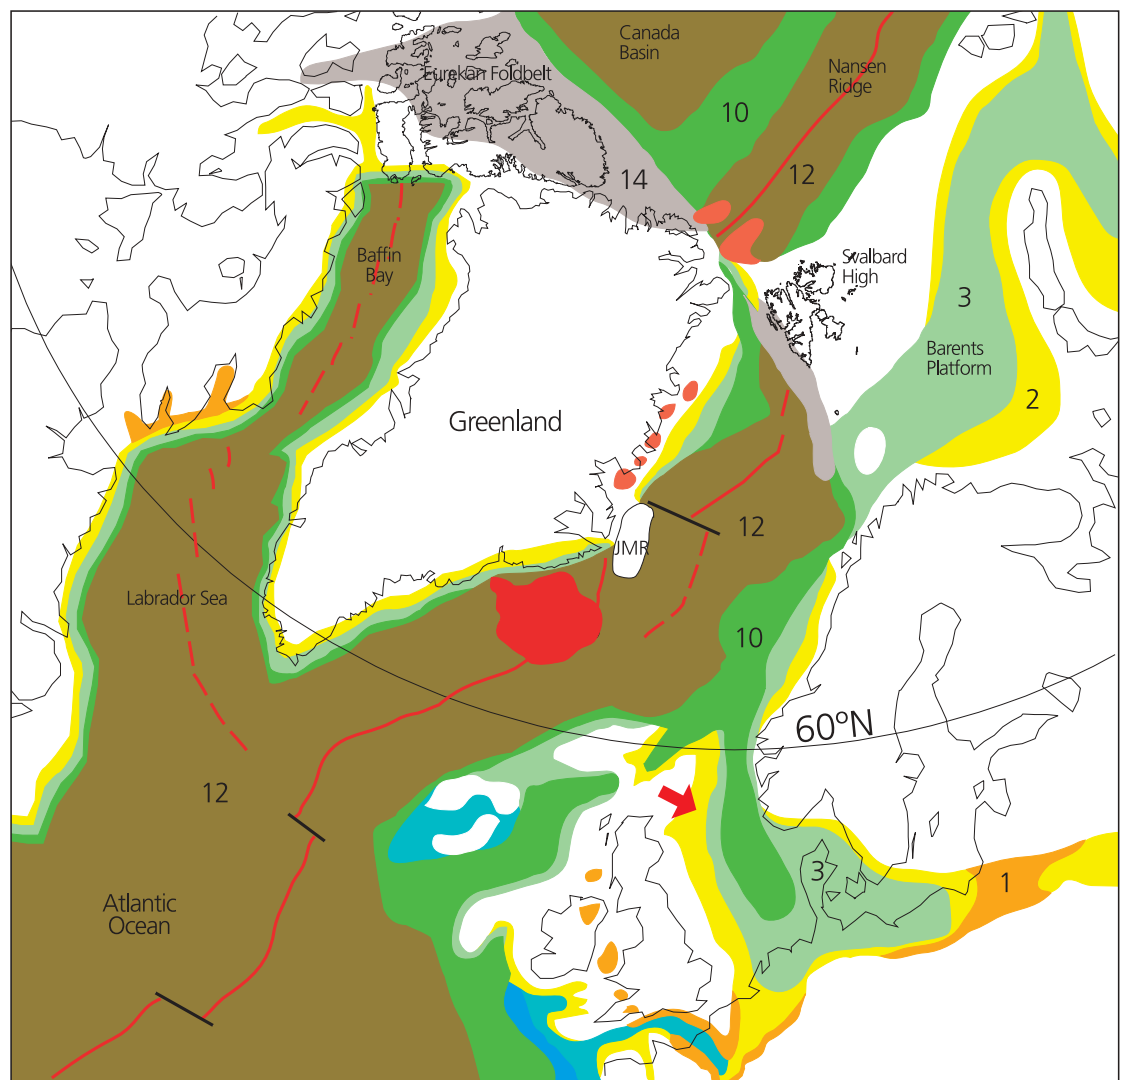 Canada
Basin
Nansen
Ridge
Eurekan Foldbelt
10
14
12
Baffin
Bay
Svalbard
High
3
Barents
Platform
2
Greenland
12
JMR
Labrador Sea
10
60°N
12
3
1
Atlantic
Ocean